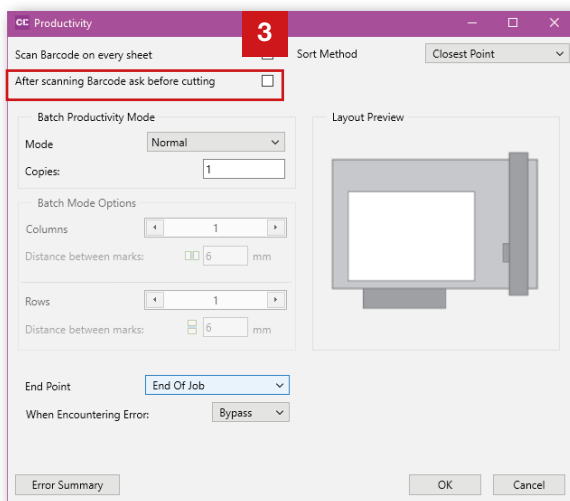 CC Productivity
3
Scan Barcode on every sheet
Sort Method
Closest Point
After scanning Barcode ask before cutting
Batch Productivity Mode
Mode
Normal
Copies:
1
Layout Preview
Batch Mode Options
Columns
1
Distance between marks:
6
mm
Rows
1
Distance between marks:
6
mm
End Point
End Of Job
When Encountering Error:
Bypass
Error Summary
OK
Cancel